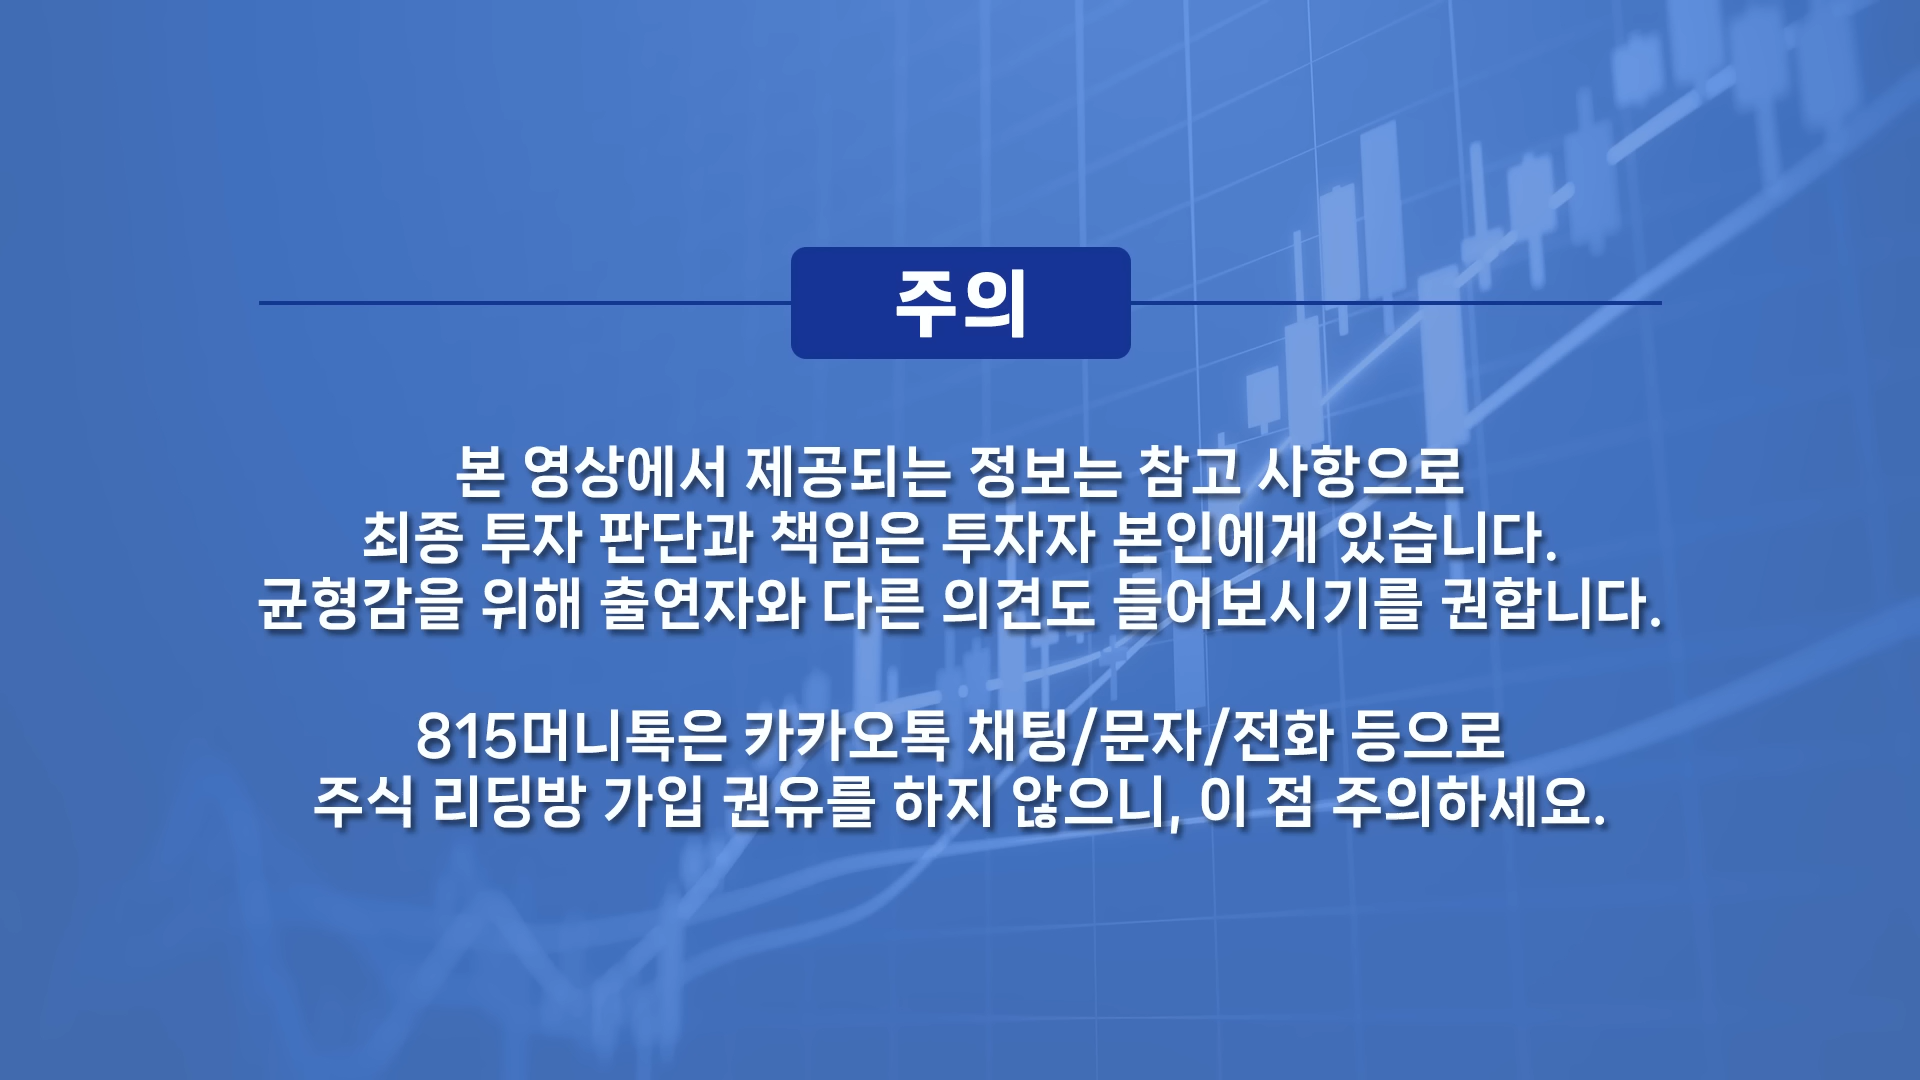 주의
본 영상에서 제공되는 정보는 참고 사항으로
최종 투자 판단과 책임은 투자자 본인에게 있습니다.
균형감을 위해 출연자와 다른 의견도 들어보시기를 권합니다.
815머니톡은 카카오톡 채팅/문자/전화 등으로
주식 리딩방 가입 권유를 하지 않으니, 이 점 주의하세요.